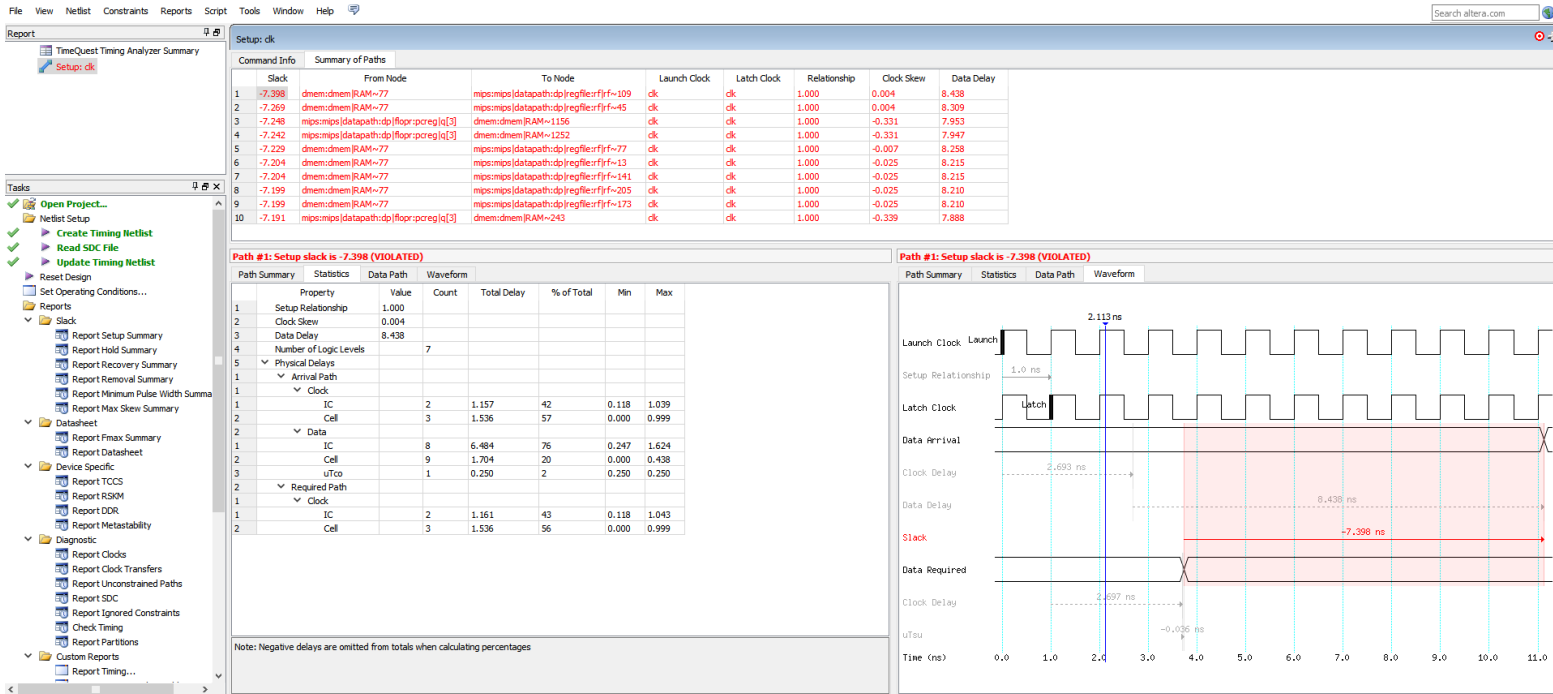 File View Netlist Constraints Reports Script Tools Window Help
Search altera.com
Report
TimeQuest Timing Analyzer Summary
Setup: clk
Tasks
Open Project...
Netlist Setup
Create Timing Netlist
Read SDC File
Update Timing Netlist
Reset Design
Set Operating Conditions...
Reports
Slack
Report Setup Summary
Report Hold Summary
Report Recovery Summary
Report Removal Summary
Report Minimum Pulse Width Summa
Report Max Skew Summary
Datasheet
Report Fmax Summary
Report Datasheet
Device Specific
Report TCCS
Report RSKM
Report DDR
Report Metastability
Diagnostic
Report Clocks
Report Clock Transfers
Report Unconstrained Paths
Report SDC
Report Ignored Constraints
Check Timing
Report Partitions
Custom Reports
Report Timing...
Setup: clk
Command Info Summary of Paths
Slack From Node To Node Launch Clock Latch Clock Relationship Clock Skew Data Delay
1 -7.398 dmem:dmem|RAM~77 mips:mips|datapath:dp|regfile:rf|rf~109 clk clk 1.000 0.004 8.438
2 -7.269 dmem:dmem|RAM~77 mips:mips|datapath:dp|regfile:rf|rf~45 clk clk 1.000 0.004 8.309
3 -7.248 mips:mips|datapath:dp|flopr:pcreg|q[3] dmem:dmem|RAM~1156 clk clk 1.000 -0.331 7.953
4 -7.242 mips:mips|datapath:dp|flopr:pcreg|q[3] dmem:dmem|RAM~1252 clk clk 1.000 -0.331 7.947
5 -7.229 dmem:dmem|RAM~77 mips:mips|datapath:dp|regfile:rf|rf~77 clk clk 1.000 -0.007 8.258
6 -7.204 dmem:dmem|RAM~77 mips:mips|datapath:dp|regfile:rf|rf~13 clk clk 1.000 -0.025 8.215
7 -7.204 dmem:dmem|RAM~77 mips:mips|datapath:dp|regfile:rf|rf~141 clk clk 1.000 -0.025 8.215
8 -7.199 dmem:dmem|RAM~77 mips:mips|datapath:dp|regfile:rf|rf~205 clk clk 1.000 -0.025 8.210
9 -7.199 dmem:dmem|RAM~77 mips:mips|datapath:dp|regfile:rf|rf~173 clk clk 1.000 -0.025 8.210
10 -7.191 mips:mips|datapath:dp|flopr:pcreg|q[3] dmem:dmem|RAM~243 clk clk 1.000 -0.339 7.888
Path #1: Setup slack is -7.398 (VIOLATED)
Path Summary Statistics Data Path Waveform
Property Value Count Total Delay % of Total Min Max
1 Setup Relationship 1.000
2 Clock Skew 0.004
3 Data Delay 8.438
4 Number of Logic Levels 7
5 Physical Delays
1 Arrival Path
1 Clock
1 IC 2 1.157 42 0.118 1.039
2 Cell 3 1.536 57 0.000 0.999
2 Data
1 IC 8 6.484 76 0.247 1.624
2 Cell 9 1.704 20 0.000 0.438
3 uTco 1 0.250 2 0.250 0.250
2 Required Path
1 Clock
1 IC 2 1.161 43 0.118 1.043
2 Cell 3 1.536 56 0.000 0.999
Note: Negative delays are omitted from totals when calculating percentages
Path #1: Setup slack is -7.398 (VIOLATED)
Path Summary Statistics Data Path Waveform
2.113 ns
Launch Clock Launch
Setup Relationship 1.0 ns
Latch Clock Latch
Data Arrival
Clock Delay 2.693 ns
Data Delay 8.438 ns
Slack -7.398 ns
Data Required
Clock Delay 2.697 ns
uTsu -0.036 ns
Time (ns) 0.0 1.0 2.0 3.0 4.0 5.0 6.0 7.0 8.0 9.0 10.0 11.0